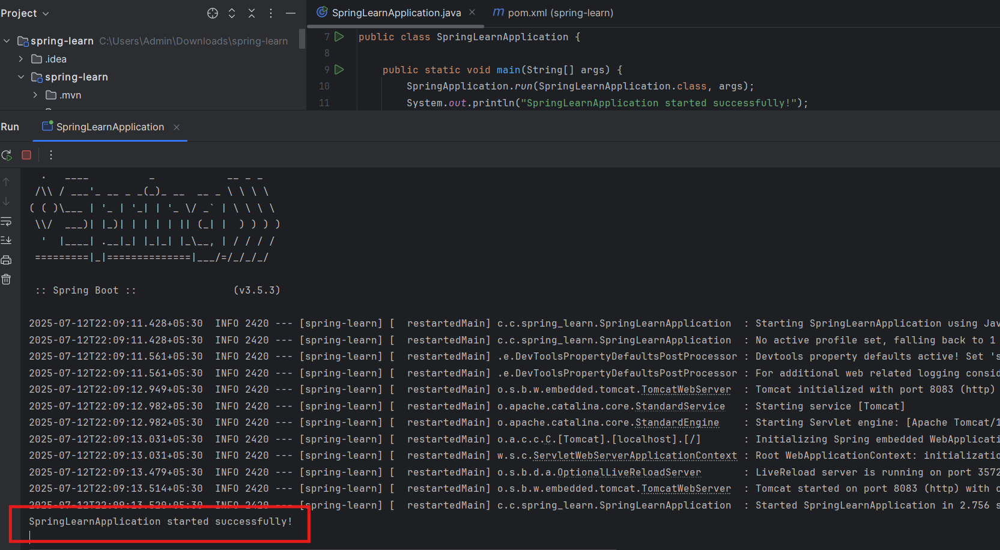 Project
SpringLearnApplication.java
pom.xml (spring-learn)
spring-learn C:\Users\Admin\Downloads\spring-learn
.idea
spring-learn
.mvn
7 public class SpringLearnApplication {
8
9 public static void main(String[] args) {
10 SpringApplication.run(SpringLearnApplication.class, args);
11 System.out.println("SpringLearnApplication started successfully!");
Run SpringLearnApplication
  .   ____          _            __ _ _
 /\\ / ___'_ __ _ _(_)_ __  __ _ \ \ \ \
( ( )\___ | '_ | '_| | '_ \/ _` | \ \ \ \
 \\/  ___)| |_)| | | | | || (_| |  ) ) ) )
  '  |____| .__|_| |_|_| |_\__, | / / / /
 =========|_|==============|___/=/_/_/_/
 :: Spring Boot ::                (v3.5.3)
2025-07-12T22:09:11.428+05:30  INFO 2420 --- [spring-learn] [  restartedMain] c.c.spring_learn.SpringLearnApplication  : Starting SpringLearnApplication using Jav
2025-07-12T22:09:11.428+05:30  INFO 2420 --- [spring-learn] [  restartedMain] c.c.spring_learn.SpringLearnApplication  : No active profile set, falling back to 1
2025-07-12T22:09:11.561+05:30  INFO 2420 --- [spring-learn] [  restartedMain] .e.DevToolsPropertyDefaultsPostProcessor : Devtools property defaults active! Set 's
2025-07-12T22:09:11.561+05:30  INFO 2420 --- [spring-learn] [  restartedMain] .e.DevToolsPropertyDefaultsPostProcessor : For additional web related logging consid
2025-07-12T22:09:12.949+05:30  INFO 2420 --- [spring-learn] [  restartedMain] o.s.b.w.embedded.tomcat.TomcatWebServer  : Tomcat initialized with port 8083 (http)
2025-07-12T22:09:12.982+05:30  INFO 2420 --- [spring-learn] [  restartedMain] o.apache.catalina.core.StandardService   : Starting service [Tomcat]
2025-07-12T22:09:12.982+05:30  INFO 2420 --- [spring-learn] [  restartedMain] o.apache.catalina.core.StandardEngine    : Starting Servlet engine: [Apache Tomcat/1
2025-07-12T22:09:13.031+05:30  INFO 2420 --- [spring-learn] [  restartedMain] o.a.c.c.C.[Tomcat].[localhost].[/]       : Initializing Spring embedded WebApplicati
2025-07-12T22:09:13.031+05:30  INFO 2420 --- [spring-learn] [  restartedMain] w.s.c.ServletWebServerApplicationContext : Root WebApplicationContext: initializatio
2025-07-12T22:09:13.479+05:30  INFO 2420 --- [spring-learn] [  restartedMain] o.s.b.d.a.OptionalLiveReloadServer       : LiveReload server is running on port 3572
2025-07-12T22:09:13.514+05:30  INFO 2420 --- [spring-learn] [  restartedMain] o.s.b.w.embedded.tomcat.TomcatWebServer  : Tomcat started on port 8083 (http) with c
2025-07-12T22:09:13.520+05:30  INFO 2420 --- [spring-learn] [  restartedMain] c.c.spring_learn.SpringLearnApplication  : Started SpringLearnApplication in 2.756 s
SpringLearnApplication started successfully!